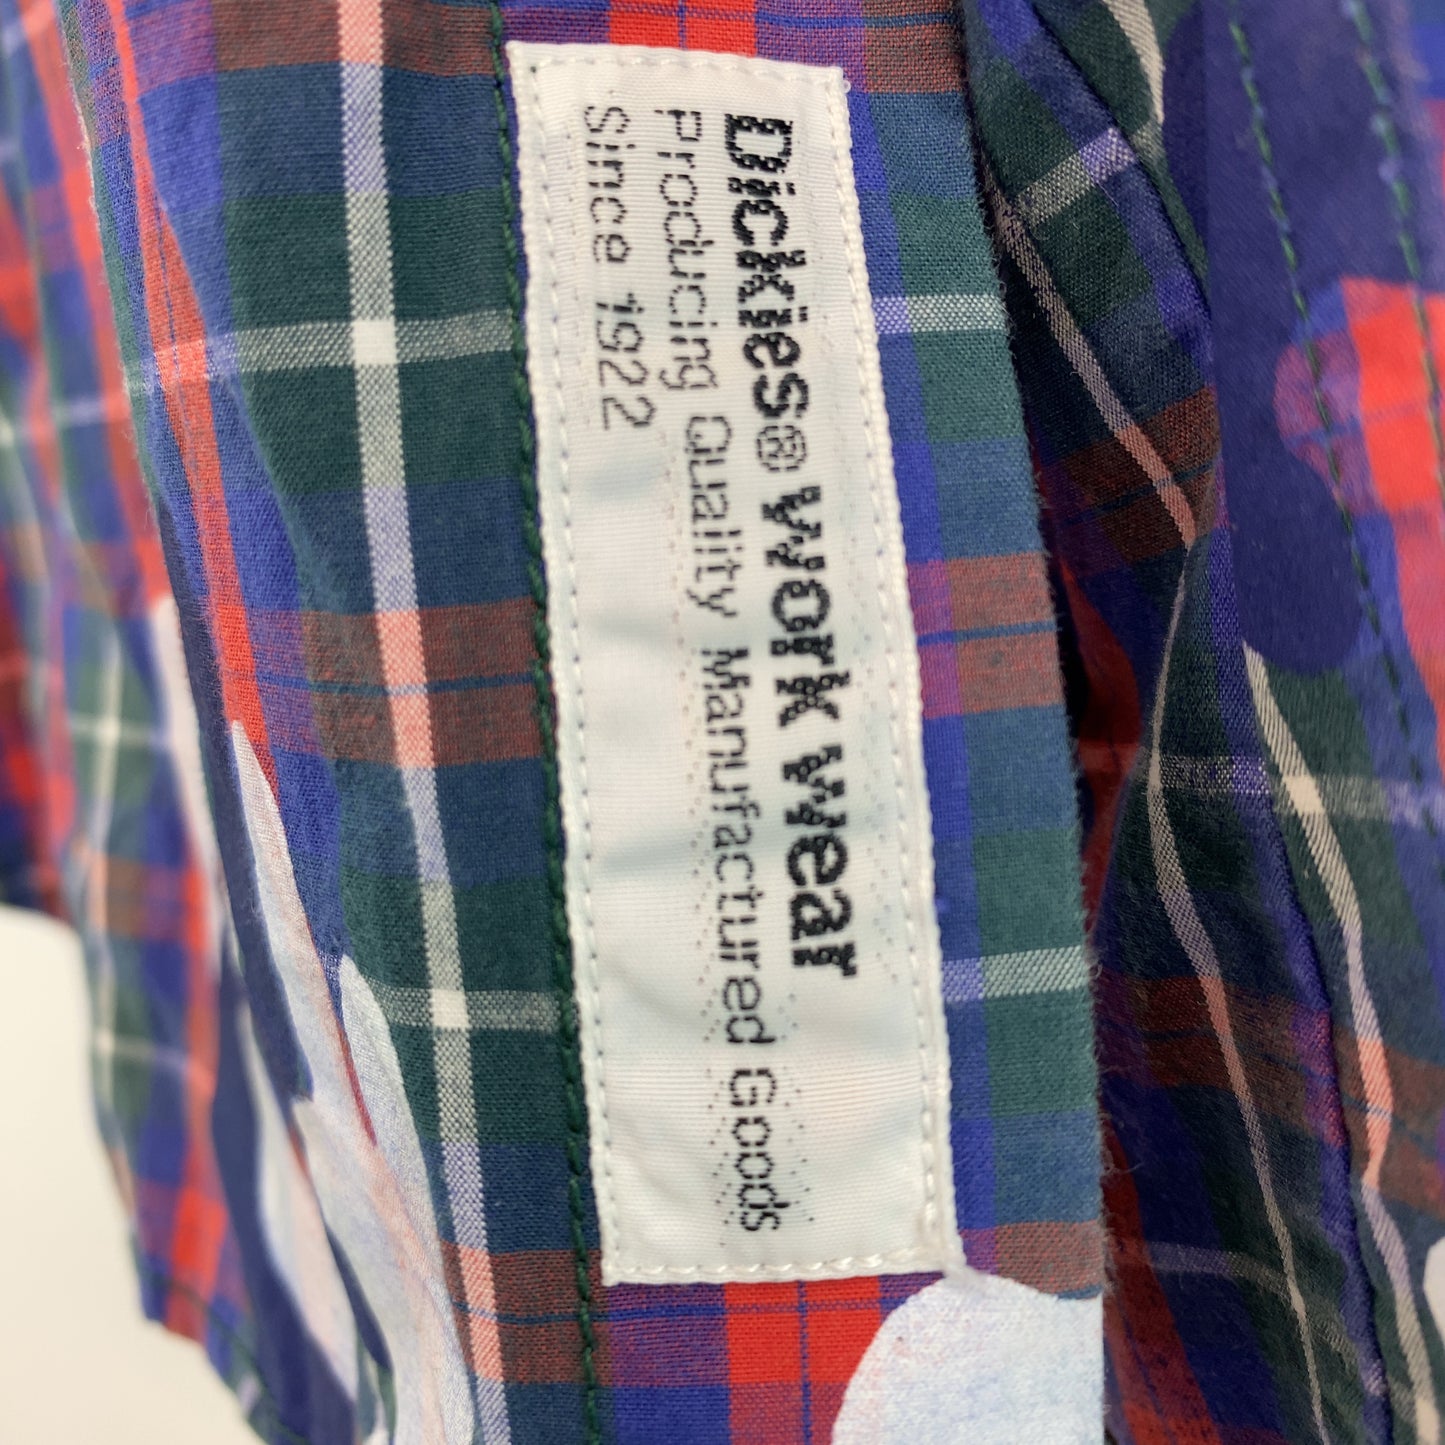 Dickies® Work Wear
Producing Quality Manufactured Goods
Since 1922